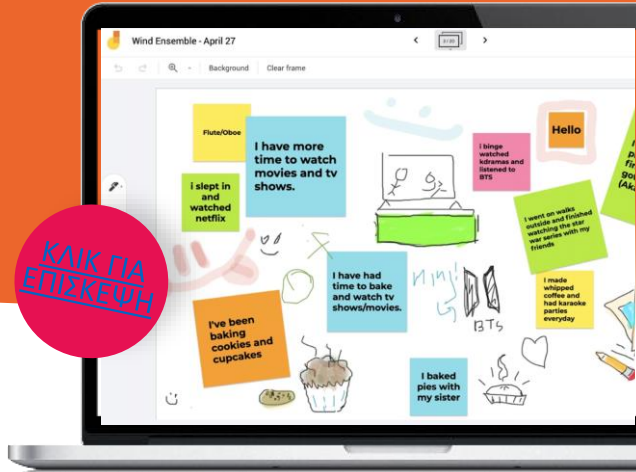 Wind Ensemble - April 27
Background
Clear frame
Flute/Oboe
I have more
time to watch
movies and tv
shows.
I binge
watched
kdramas and
listened to
BTS
Hello
i slept in
and
watched
netflix
I went on walks
outside and finished
watching the star
war series with my
friends
ΚΛΙΚ ΓΙΑ
ΕΠΙΣΚΕΨΗ
I have had
time to bake
and watch tv
shows/movies.
BTS
I made
whipped
coffee and
had karaoke
parties
everyday
I've been
baking
cookies and
cupcakes
I baked
pies with
my sister